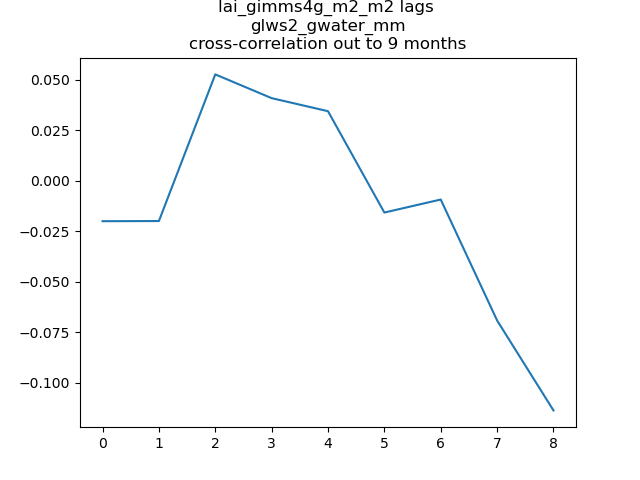 lai_gimms4g_m2_m2 lags
glws2_gwater_mm
cross-correlation out to 9 months
0.050
0.025
0.000
−0.025
−0.050
−0.075
−0.100
0 1 2 3 4 5 6 7 8